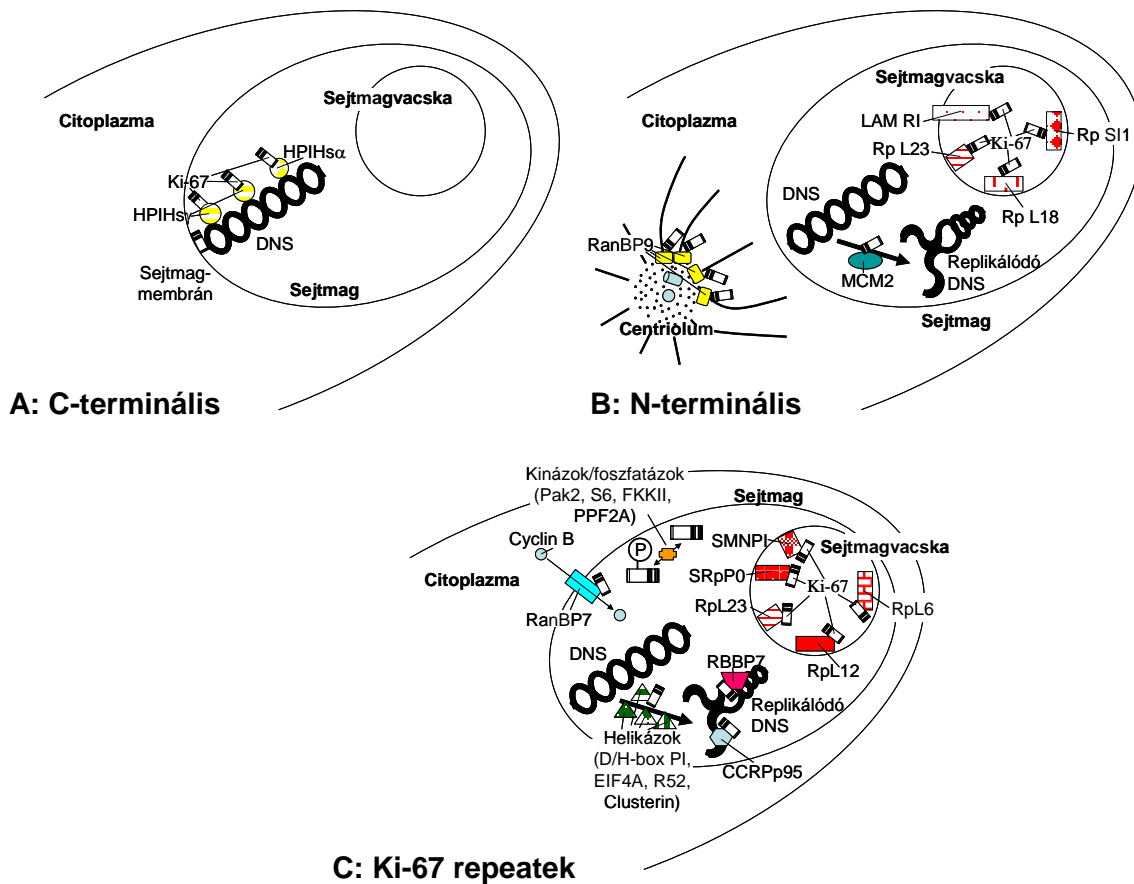 Sejtmagvacska
Citoplazma
HPIHsα
Ki-67
HPIHsγ
DNS
Sejtmag-
membrán
Sejtmag
A: C-terminális
Sejtmagvacska
Citoplazma
LAM RI
Ki-67
Rp SI1
Rp L23
Rp L18
DNS
RanBP9
MCM2
Replikálódó
DNS
Centriolum
Sejtmag
B: N-terminális
Kinázok/foszfatázok
(Pak2, S6, FKKII,
PPF2A)
Sejtmag
Cyclin B
P
SMNPI
Sejtmagvacska
Citoplazma
SRpP0
Ki-67
RpL23
RpL6
RanBP7
DNS
RBBP7
RpL12
Replikálódó
DNS
Helikázok
(D/H-box PI,
EIF4A, R52,
Clusterin)
CCRPp95
C: Ki-67 repeatek